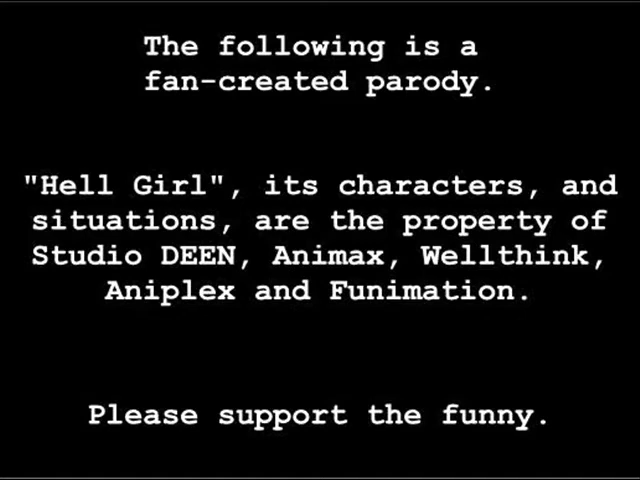 The following is a
fan-created parody.
"Hell Girl", its characters, and
situations, are the property of
Studio DEEN, Animax, Wellthink,
Aniplex and Funimation.
Please support the funny.